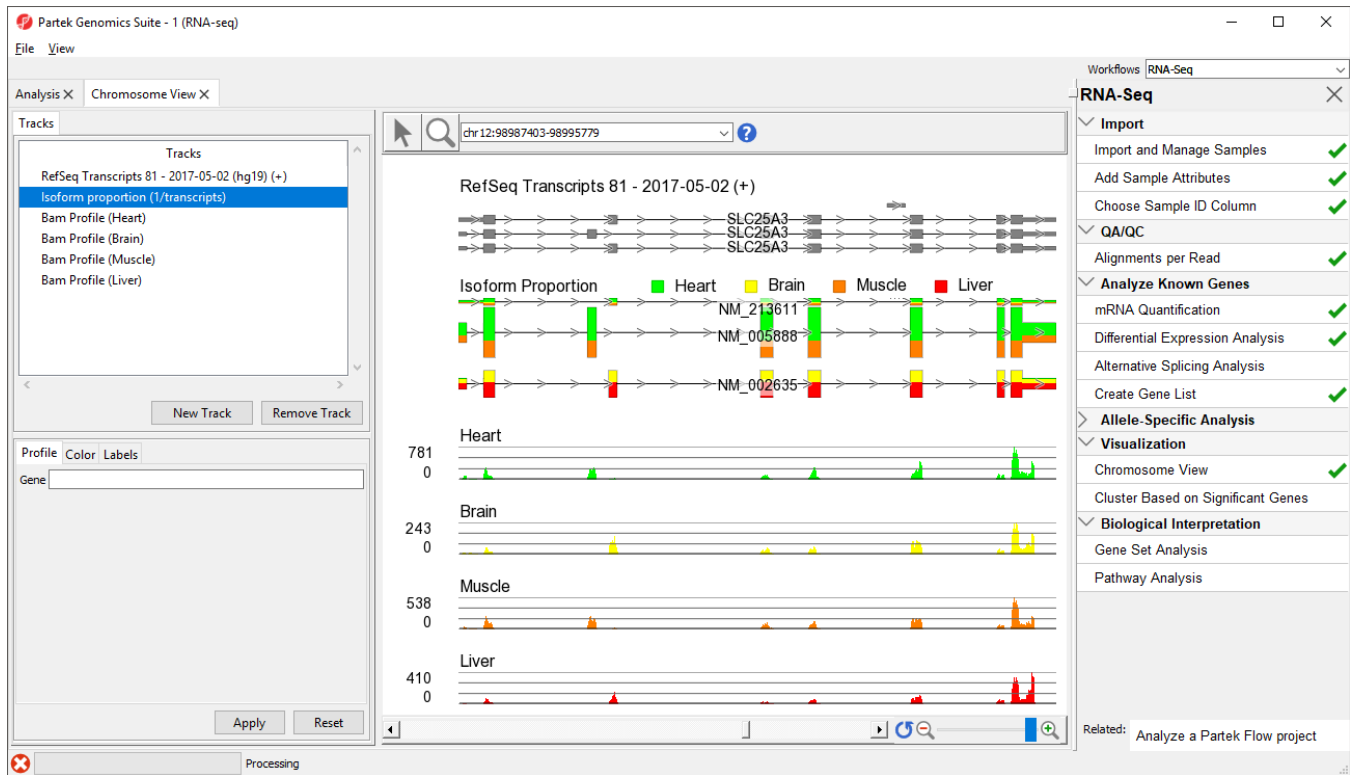 Partek Genomics Suite - 1 (RNA-seq)
File View
Workflows RNA-Seq
Analysis Chromosome View
Tracks
Tracks
RefSeq Transcripts 81 - 2017-05-02 (hg19) (+)
Isoform proportion (1/transcripts)
Bam Profile (Heart)
Bam Profile (Brain)
Bam Profile (Muscle)
Bam Profile (Liver)
New Track Remove Track
Profile Color Labels
Gene
Apply Reset
Processing
chr12:98987403-98995779 ?
RefSeq Transcripts 81 - 2017-05-02 (+)
SLC25A3
SLC25A3
SLC25A3
Isoform Proportion Heart Brain Muscle Liver
NM_213611
NM_005888
NM_002635
Heart
781
0
Brain
243
0
Muscle
538
0
Liver
410
0
RNA-Seq
Import
Import and Manage Samples
Add Sample Attributes
Choose Sample ID Column
QA/QC
Alignments per Read
Analyze Known Genes
mRNA Quantification
Differential Expression Analysis
Alternative Splicing Analysis
Create Gene List
Allele-Specific Analysis
Visualization
Chromosome View
Cluster Based on Significant Genes
Biological Interpretation
Gene Set Analysis
Pathway Analysis
Related: Analyze a Partek Flow project